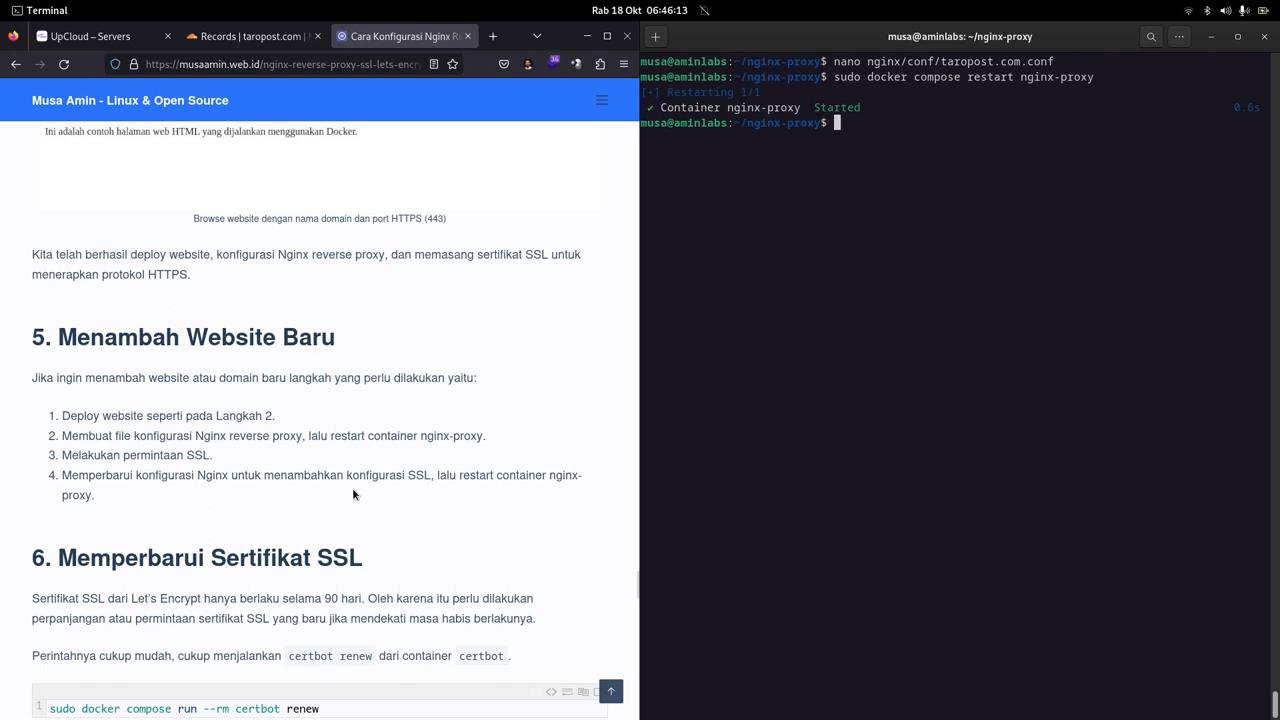 Terminal
Rab 18 Okt 06:46:13
UpCloud – Servers
Records | taropost.com |
Cara Konfigurasi Nginx R
https://musaamin.web.id/nginx-reverse-proxy-ssl-lets-encr
36
Musa Amin - Linux & Open Source
Ini adalah contoh halaman web HTML yang dijalankan menggunakan Docker.
Browse website dengan nama domain dan port HTTPS (443)
Kita telah berhasil deploy website, konfigurasi Nginx reverse proxy, dan memasang sertifikat SSL untuk
menerapkan protokol HTTPS.
5. Menambah Website Baru
Jika ingin menambah website atau domain baru langkah yang perlu dilakukan yaitu:
1. Deploy website seperti pada Langkah 2.
2. Membuat file konfigurasi Nginx reverse proxy, lalu restart container nginx-proxy.
3. Melakukan permintaan SSL.
4. Memperbarui konfigurasi Nginx untuk menambahkan konfigurasi SSL, lalu restart container nginx-
proxy.
6. Memperbarui Sertifikat SSL
Sertifikat SSL dari Let's Encrypt hanya berlaku selama 90 hari. Oleh karena itu perlu dilakukan
perpanjangan atau permintaan sertifikat SSL yang baru jika mendekati masa habis berlakunya.
Perintahnya cukup mudah, cukup menjalankan certbot renew dari container certbot.
1 sudo docker compose run --rm certbot renew
musa@aminlabs: ~/nginx-proxy
musa@aminlabs:~/nginx-proxy$ nano nginx/conf/taropost.com.conf
musa@aminlabs:~/nginx-proxy$ sudo docker compose restart nginx-proxy
[+] Restarting 1/1
✔ Container nginx-proxy Started 0.6s
musa@aminlabs:~/nginx-proxy$